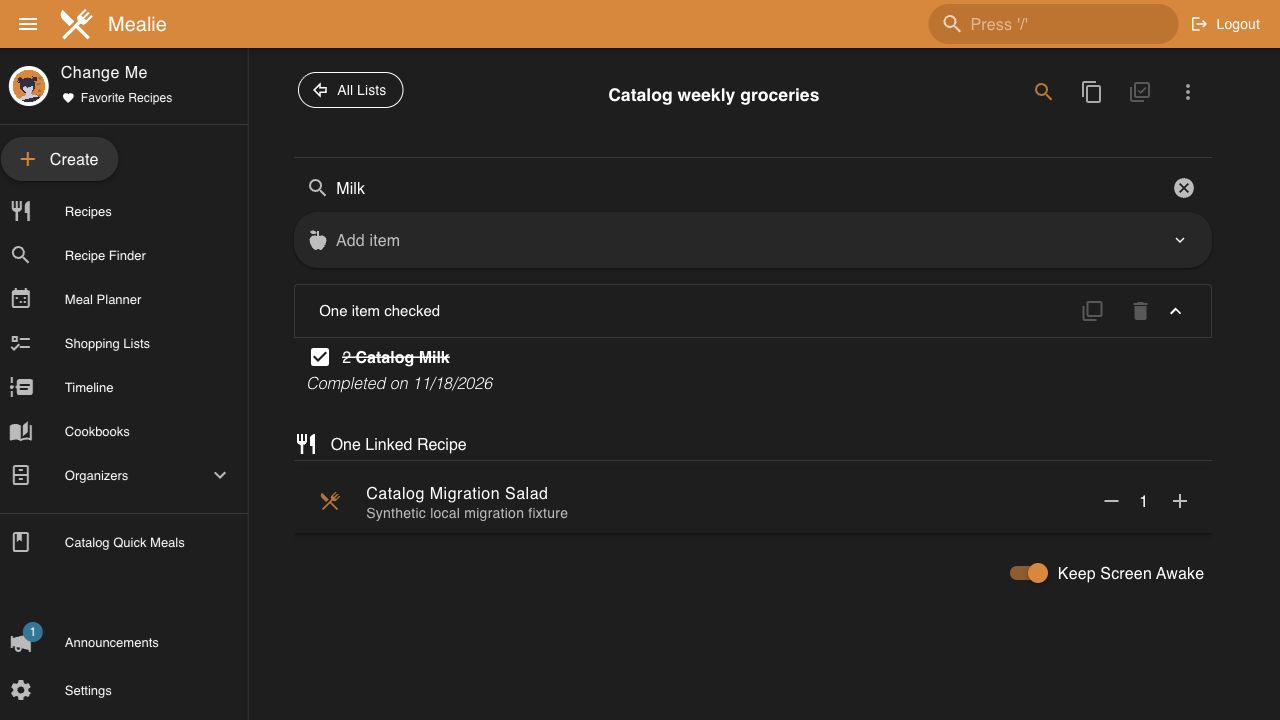 Mealie
Press '/'
Logout
Change Me
Favorite Recipes
Create
Recipes
Recipe Finder
Meal Planner
Shopping Lists
Timeline
Cookbooks
Organizers
Catalog Quick Meals
1
Announcements
Settings
All Lists
Catalog weekly groceries
Milk
Add item
One item checked
2 Catalog Milk
Completed on 11/18/2026
One Linked Recipe
Catalog Migration Salad
Synthetic local migration fixture
1
Keep Screen Awake